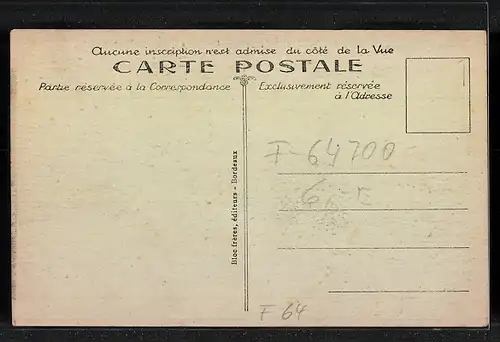 Aucune inscription n'est admise du côté de la Vue
CARTE POSTALE
Partie réservée à la Correspondance
Exclusivement réservée
à l'Adresse
Bloc frères, éditeurs - Bordeaux
F-64700
6,-E
F 64